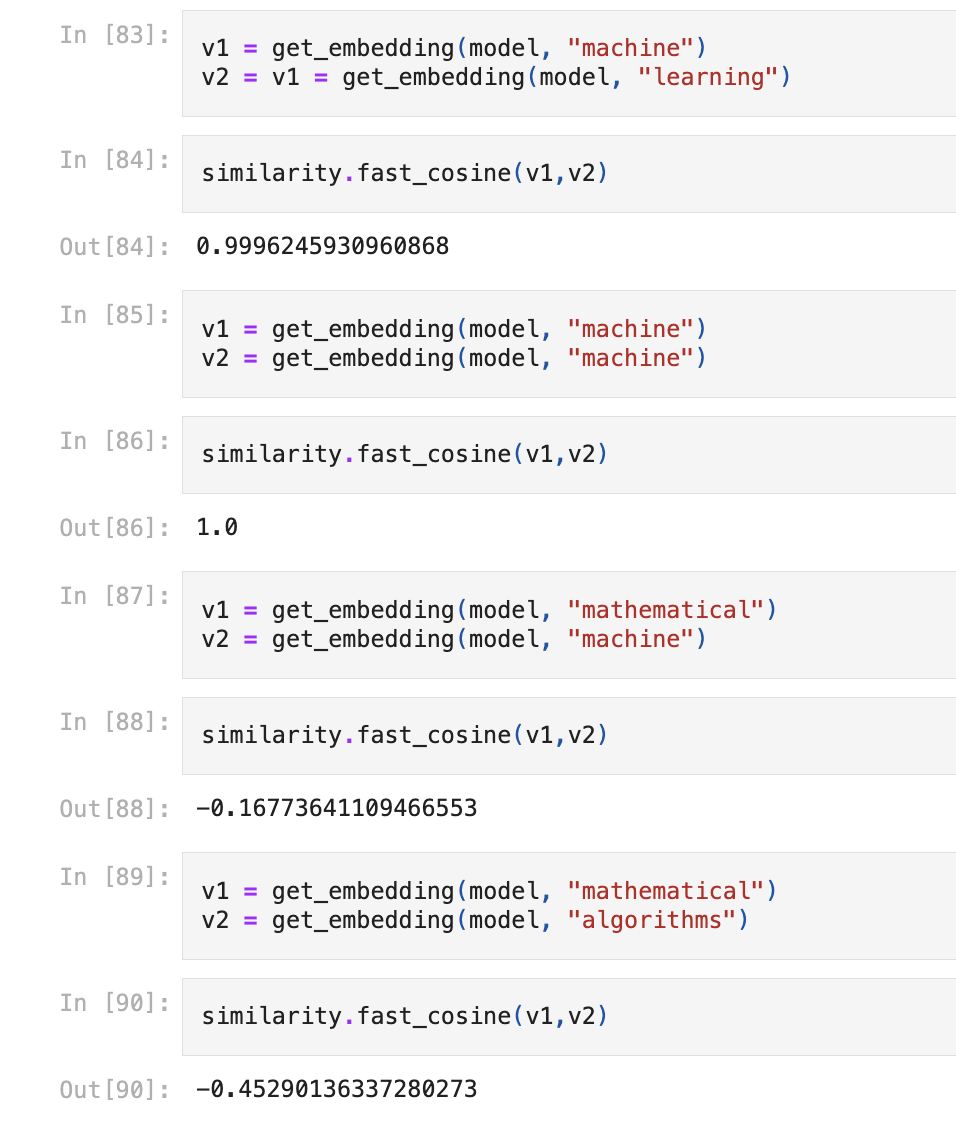 In [83]:
v1 = get_embedding(model, "machine")
v2 = v1 = get_embedding(model, "learning")
In [84]:
similarity.fast_cosine(v1,v2)
Out[84]: 0.9996245930960868
In [85]:
v1 = get_embedding(model, "machine")
v2 = get_embedding(model, "machine")
In [86]:
similarity.fast_cosine(v1,v2)
Out[86]: 1.0
In [87]:
v1 = get_embedding(model, "mathematical")
v2 = get_embedding(model, "machine")
In [88]:
similarity.fast_cosine(v1,v2)
Out[88]: −0.16773641109466553
In [89]:
v1 = get_embedding(model, "mathematical")
v2 = get_embedding(model, "algorithms")
In [90]:
similarity.fast_cosine(v1,v2)
Out[90]: −0.45290136337280273